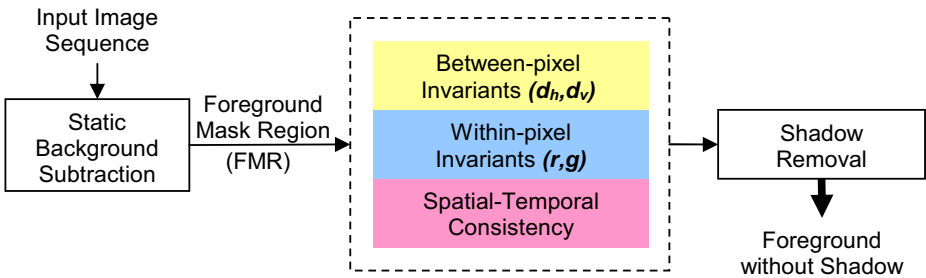 Input Image
Sequence
Static
Background
Subtraction
Foreground
Mask Region
(FMR)
Between-pixel
Invariants (dh,dv)
Within-pixel
Invariants (r,g)
Spatial-Temporal
Consistency
Shadow
Removal
Foreground
without Shadow